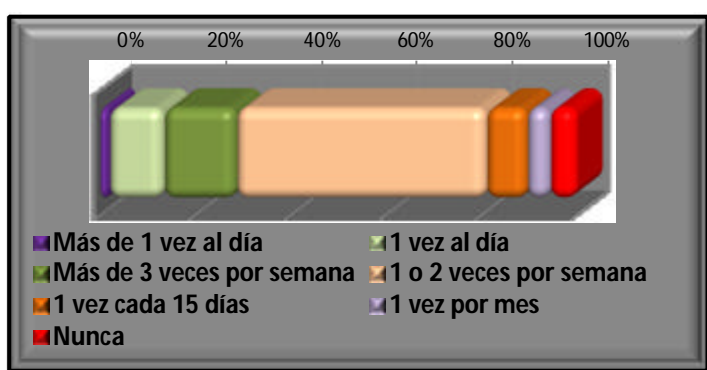 0% 20% 40% 60% 80% 100%
Más de 1 vez al día 1 vez al día
Más de 3 veces por semana 1 o 2 veces por semana
1 vez cada 15 días 1 vez por mes
Nunca